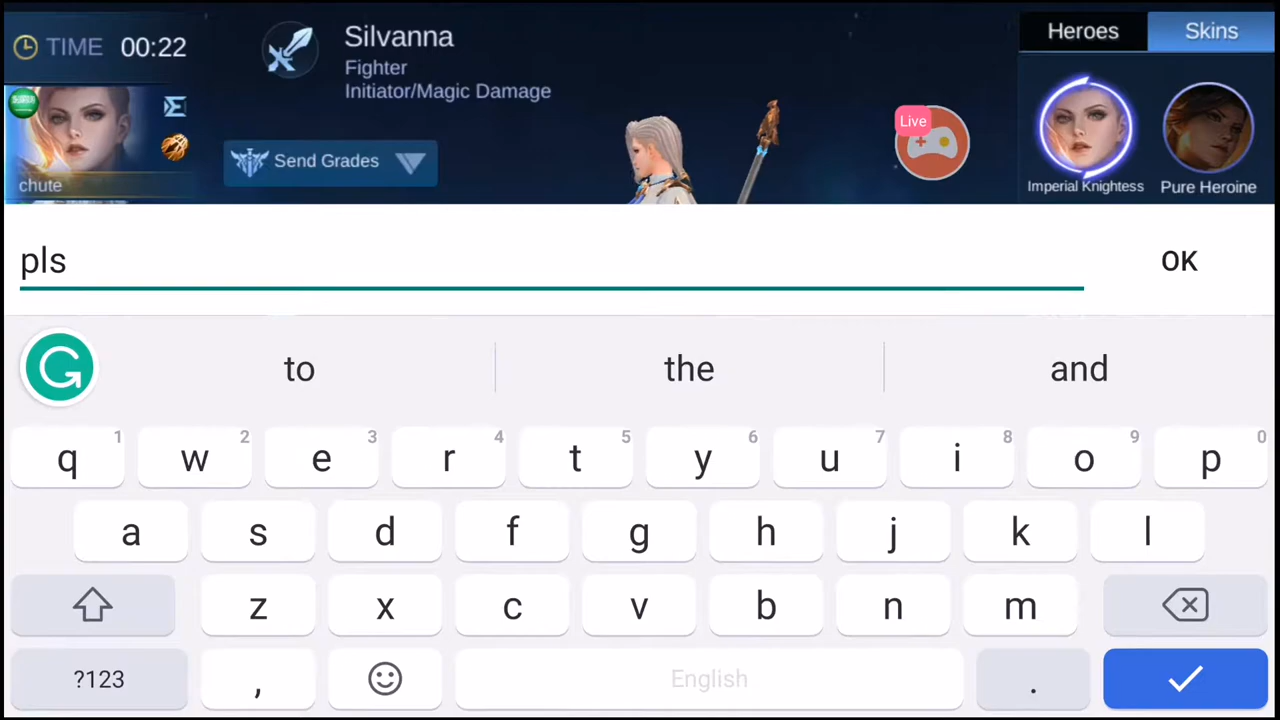 TIME 00:22
Silvanna
Fighter
Initiator/Magic Damage
Heroes Skins
Live
chute
Send Grades
Imperial Knightess Pure Heroine
pls
OK
to the and
1 2 3 4 5 6 7 8 9 0
q w e r t y u i o p
a s d f g h j k l
z x c v b n m
?123 , English .